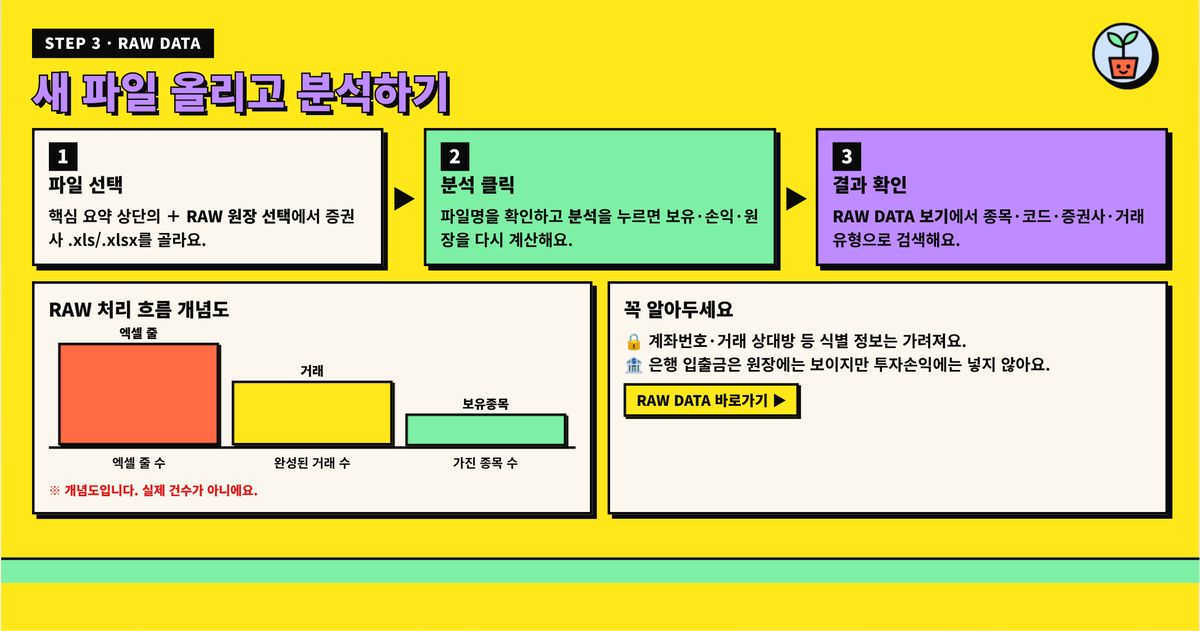 STEP 3 · RAW DATA
새 파일 올리고 분석하기
1
파일 선택
핵심 요약 상단의 ＋ RAW 원장 선택에서 증권
사 .xls/.xlsx를 골라요.
2
분석 클릭
파일명을 확인하고 분석을 누르면 보유·손익·원
장을 다시 계산해요.
3
결과 확인
RAW DATA 보기에서 종목·코드·증권사·거래
유형으로 검색해요.
RAW 처리 흐름 개념도
엑셀 줄
거래
보유종목
엑셀 줄 수
완성된 거래 수
가진 종목 수
※ 개념도입니다. 실제 건수가 아니에요.
꼭 알아두세요
🔒 계좌번호·거래 상대방 등 식별 정보는 가려져요.
🏦 은행 입출금은 원장에는 보이지만 투자손익에는 넣지 않아요.
RAW DATA 바로가기 ▶